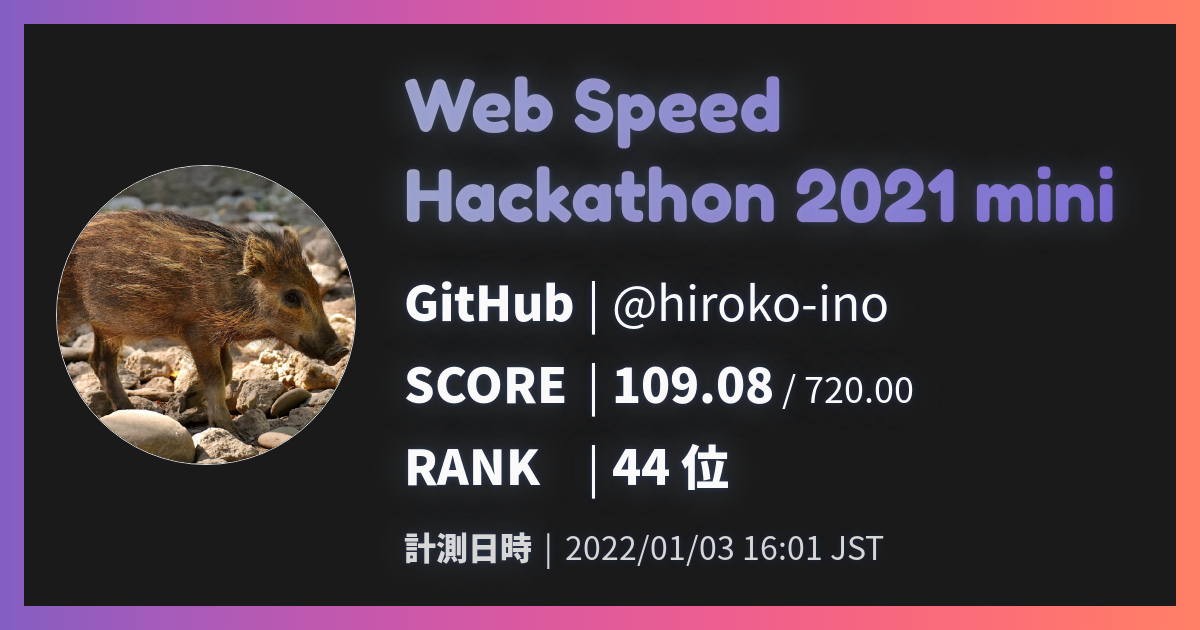 Web Speed
Hackathon 2021 mini
GitHub | @hiroko-ino
SCORE | 109.08 / 720.00
RANK | 44 位
計測日時 | 2022/01/03 16:01 JST